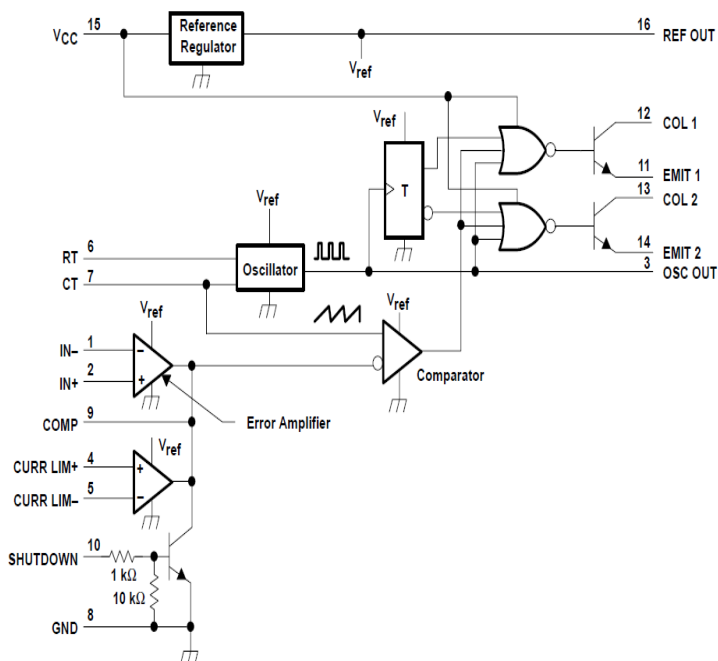 VCC 15 Reference Regulator 16 REF OUT
Vref
12 COL 1
Vref
11 EMIT 1
13 COL 2
T
Vref
14 EMIT 2
RT 6
Oscillator
3 OSC OUT
CT 7
Vref
Vref
IN– 1
–
IN+ 2
+
Comparator
COMP 9
Error Amplifier
Vref
CURR LIM+ 4
+
CURR LIM– 5
–
SHUTDOWN 10
1 kΩ
10 kΩ
GND 8